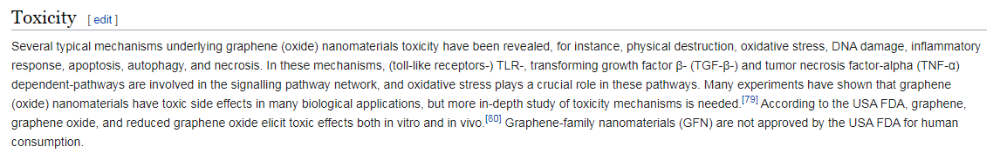 Toxicity [ edit ]
Several typical mechanisms underlying graphene (oxide) nanomaterials toxicity have been revealed, for instance, physical destruction, oxidative stress, DNA damage, inflammatory
response, apoptosis, autophagy, and necrosis. In these mechanisms, (toll-like receptors-) TLR-, transforming growth factor β- (TGF-β-) and tumor necrosis factor-alpha (TNF-α)
dependent-pathways are involved in the signalling pathway network, and oxidative stress plays a crucial role in these pathways. Many experiments have shown that graphene
(oxide) nanomaterials have toxic side effects in many biological applications, but more in-depth study of toxicity mechanisms is needed.[79] According to the USA FDA, graphene,
graphene oxide, and reduced graphene oxide elicit toxic effects both in vitro and in vivo.[80] Graphene-family nanomaterials (GFN) are not approved by the USA FDA for human
consumption.